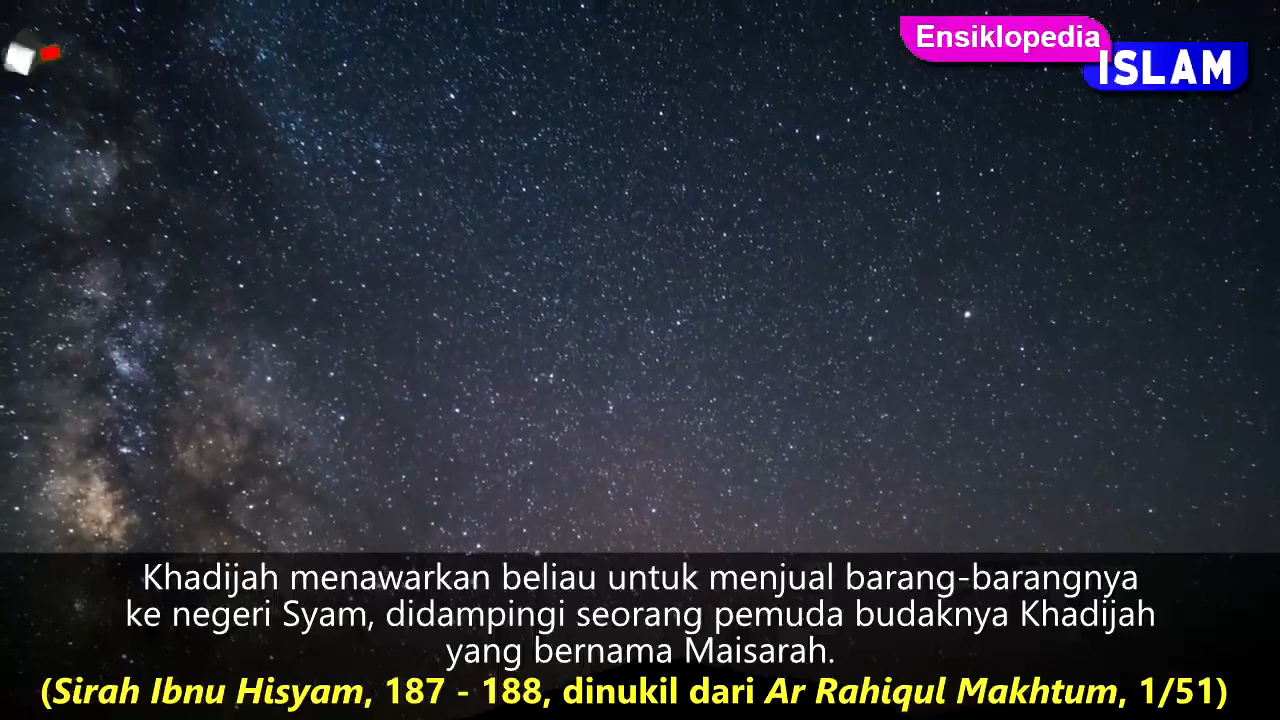 Ensiklopedia
ISLAM
Khadijah menawarkan beliau untuk menjual barang-barangnya
ke negeri Syam, didampingi seorang pemuda budaknya Khadijah
yang bernama Maisarah.
(Sirah Ibnu Hisyam, 187 - 188, dinukil dari Ar Rahiqul Makhtum, 1/51)